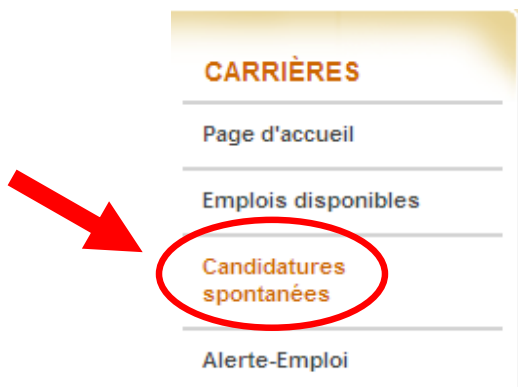 CARRIÈRES
Page d'accueil
Emplois disponibles
Candidatures
spontanées
Alerte-Emploi